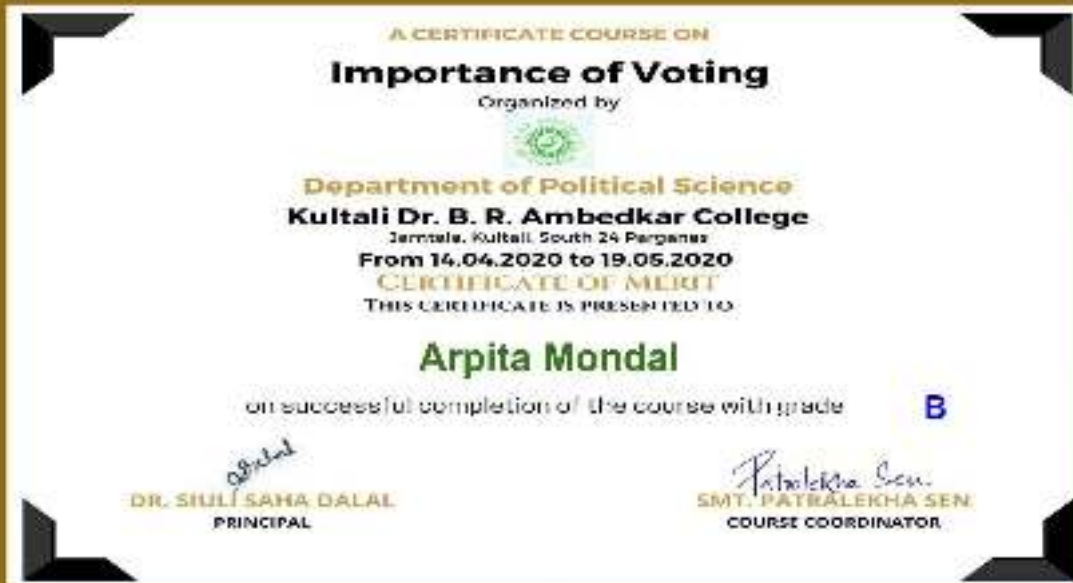 A CERTIFICATE COURSE ON
Importance of Voting
Organized by
Department of Political Science
Kultali Dr. B. R. Ambedkar College
Jamtala, Kultali, South 24 Parganas
From 14.04.2020 to 19.05.2020
CERTIFICATE OF MERIT
THIS CERTIFICATE IS PRESENTED TO
Arpita Mondal
on successful completion of the course with grade B
Patralekha Sen.
DR. SIULI SAHA DALAL
SMT. PATRALEKHA SEN
PRINCIPAL
COURSE COORDINATOR